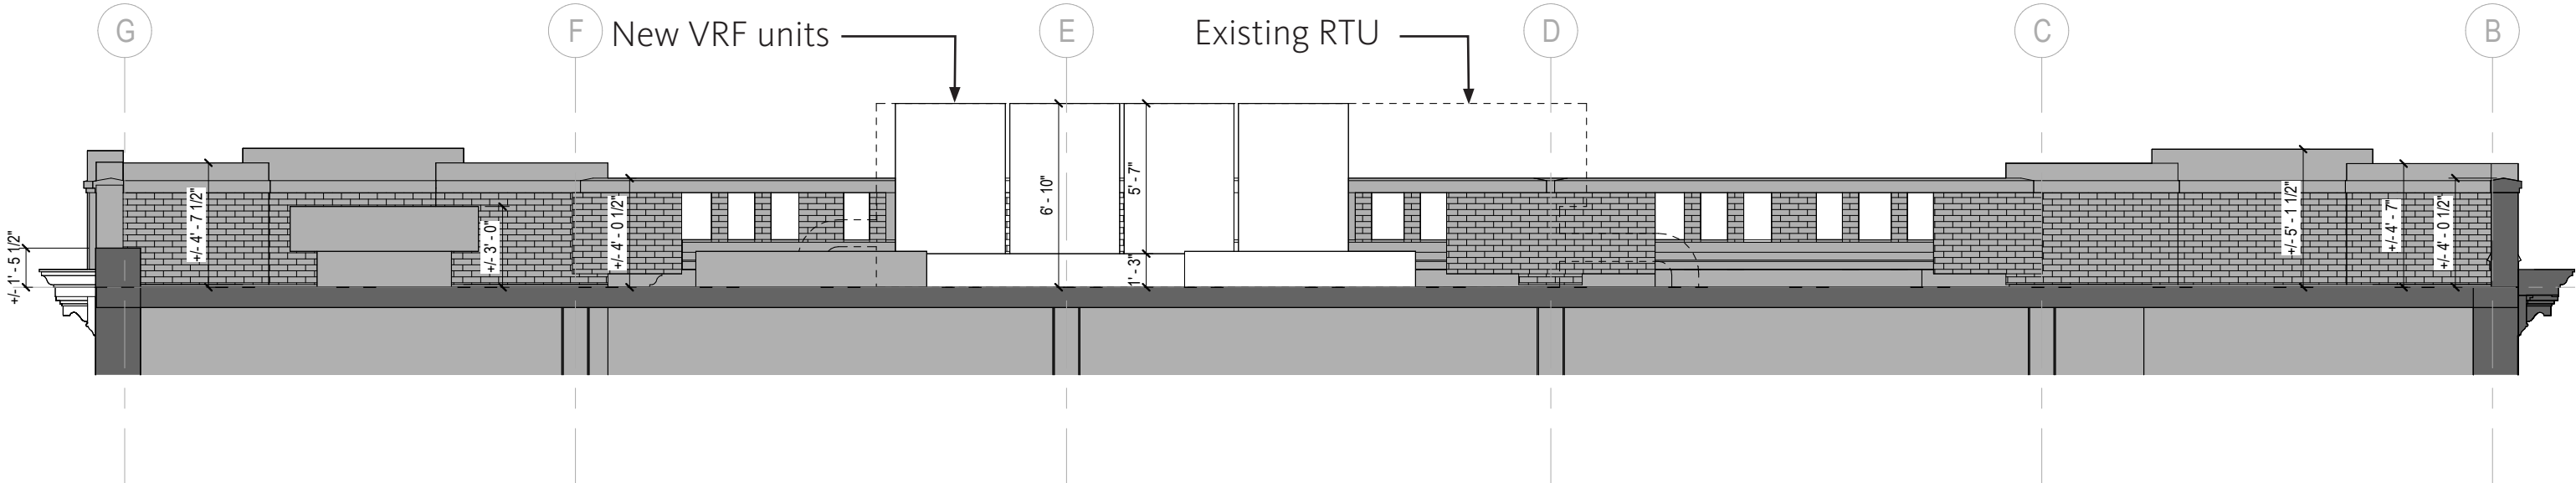 G
F
New VRF units
E
Existing RTU
D
C
B
+/- 1' - 5 1/2"
+/- 4' - 7 1/2"
+/- 3' - 0"
+/- 4' - 0 1/2"
6' - 10"
5' - 7"
1' - 3"
+/- 5' - 1 1/2"
+/- 4' - 7"
+/- 4' - 0 1/2"